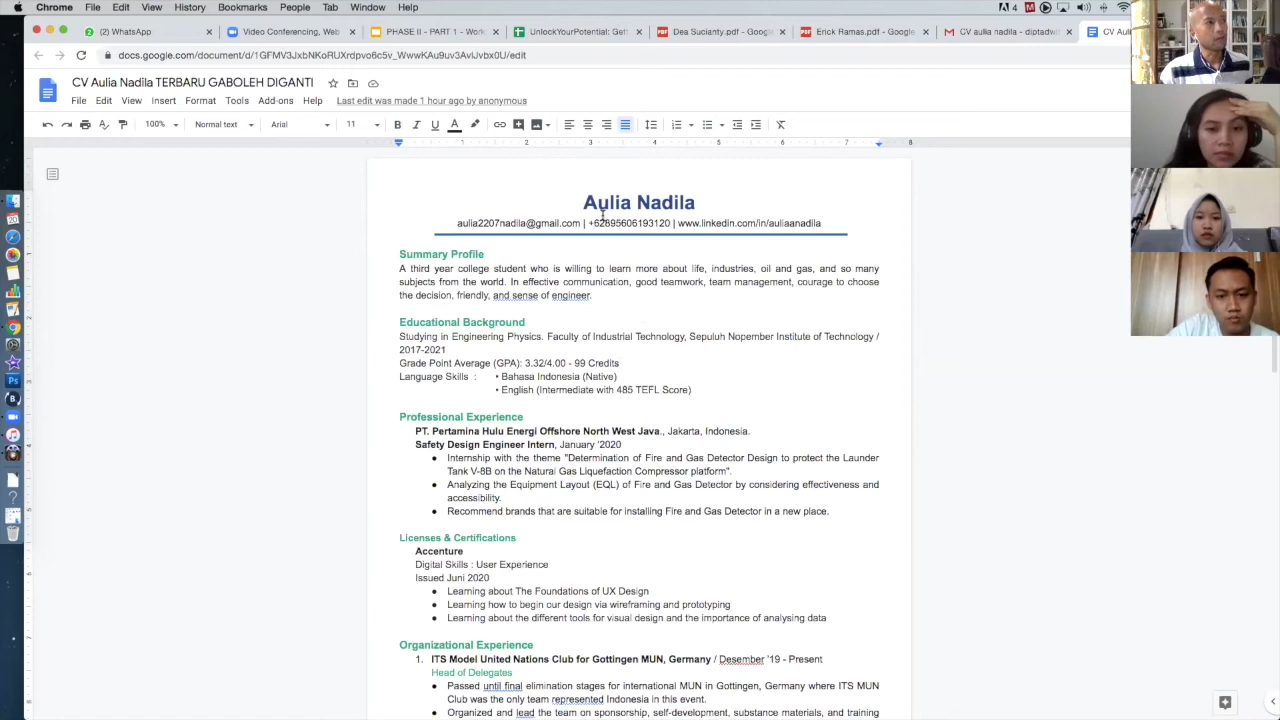 Chrome File Edit View History Bookmarks People Tab Window Help
4
WhatsApp
Video Conferencing, Web
PHASE II - PART 1 - Work
UnlockYourPotential: Get
Dea Sucianty.pdf - Google
Erick Ramas.pdf - Google
CV aulia nadila - diptadwit
CV Aul
CV Aulia Nadila TERBARU GABOLEH DIGANTI
File Edit View Insert Format Tools Add-ons Help Last edit was made 1 hour ago by anonymous
100% Normal text Arial 11 B I U A
1 2 3 4 5 6 7 8
Aulia Nadila
aulia2207nadila@gmail.com | +62895606193120 | www.linkedin.com/in/auliaanadila
Summary Profile
A third year college student who is willing to learn more about life, industries, oil and gas, and so many
subjects from the world. In effective communication, good teamwork, team management, courage to choose
the decision, friendly, and sense of engineer.
Educational Background
Studying in Engineering Physics. Faculty of Industrial Technology, Sepuluh Nopember Institute of Technology /
2017-2021
Grade Point Average (GPA): 3.32/4.00 - 99 Credits
Language Skills : • Bahasa Indonesia (Native)
• English (Intermediate with 485 TEFL Score)
Professional Experience
PT. Pertamina Hulu Energi Offshore North West Java., Jakarta, Indonesia.
Safety Design Engineer Intern, January '2020
● Internship with the theme "Determination of Fire and Gas Detector Design to protect the Launder
Tank V-8B on the Natural Gas Liquefaction Compressor platform".
● Analyzing the Equipment Layout (EQL) of Fire and Gas Detector by considering effectiveness and
accessibility.
● Recommend brands that are suitable for installing Fire and Gas Detector in a new place.
Licenses & Certifications
Accenture
Digital Skills : User Experience
Issued Juni 2020
● Learning about The Foundations of UX Design
● Learning how to begin our design via wireframing and prototyping
● Learning about the different tools for visual design and the importance of analysing data
Organizational Experience
1. ITS Model United Nations Club for Gottingen MUN, Germany / Desember '19 - Present
Head of Delegates
● Passed until final elimination stages for international MUN in Gottingen, Germany where ITS MUN
Club was the only team represented Indonesia in this event.
● Organized and lead the team on sponsorship, self-development, substance materials, and training